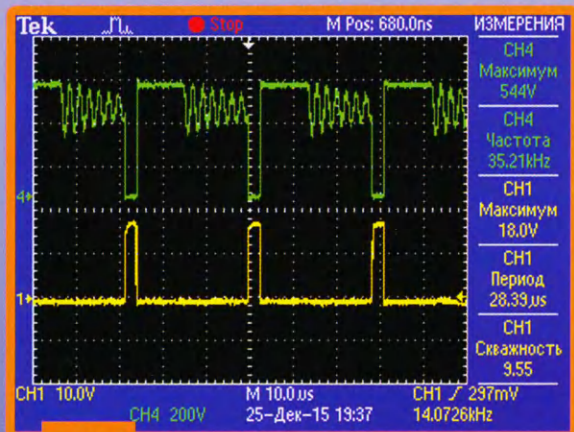 Tek Stop M Pos: 680.0ns ИЗМЕРЕНИЯ
CH4
Максимум
544V
CH4
Частота
35.21kHz
CH1
Максимум
18.0V
CH1
Период
28.39µs
CH1
Скважность
9.55
4
1
CH1 10.0V M 10.0µs CH1 297mV
CH4 200V 25-Дек-15 19:37 14.0726kHz